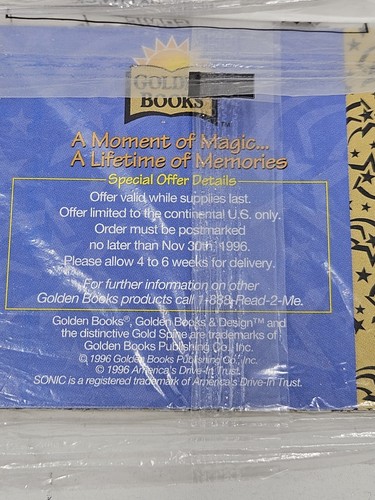 GOLDEN
BOOKS
™
A Moment of Magic...
A Lifetime of Memories
Special Offer Details
Offer valid while supplies last.
Offer limited to the continental U.S. only.
Order must be postmarked
no later than Nov 30th, 1996.
Please allow 4 to 6 weeks for delivery.
For further information on other
Golden Books products call 1-888-Read-2-Me.
Golden Books®, Golden Books & Design™ and
the distinctive Gold Spine are trademarks of
Golden Books Publishing Co., Inc.
© 1996 Golden Books Publishing Co., Inc.
© 1996 America's Drive-In Trust.
SONIC is a registered trademark of America's Drive-In Trust.